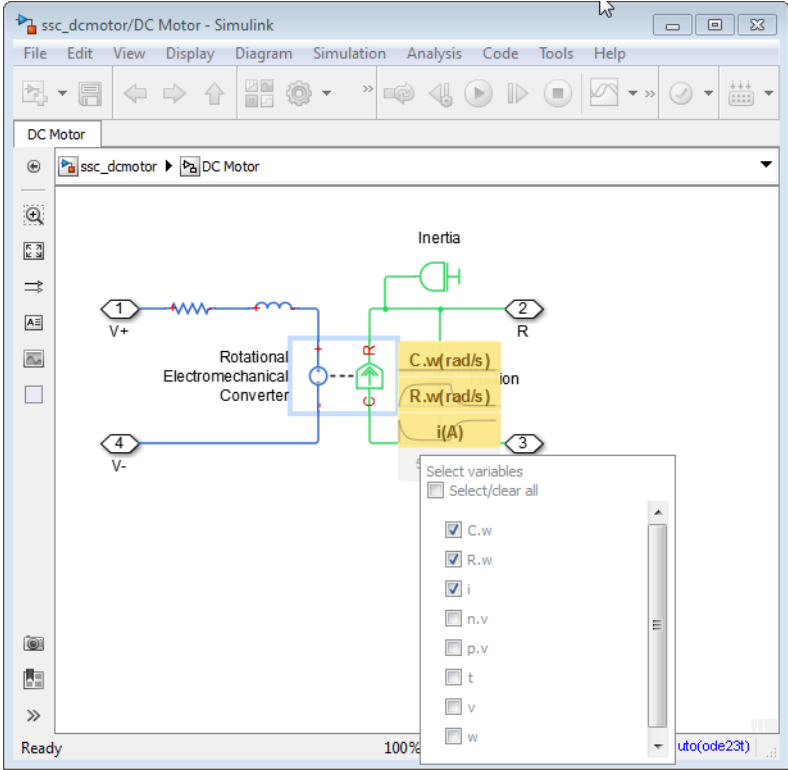 ssc_dcmotor/DC Motor - Simulink
File Edit View Display Diagram Simulation Analysis Code Tools Help
DC Motor
ssc_dcmotor DC Motor
Inertia
1
V+
2
R
Rotational
Electromechanical
Converter
+
-
R
C
C.w(rad/s)
R.w(rad/s)
i(A)
ion
4
V-
3
Select variables
Select/clear all
C.w
R.w
i
n.v
p.v
t
v
w
Ready 100% uto(ode23t)